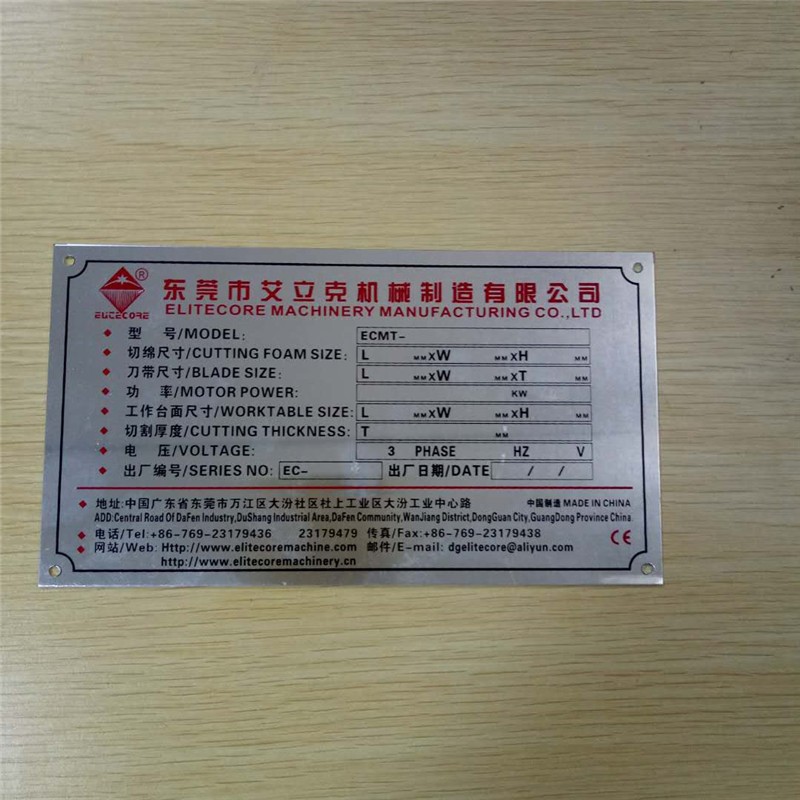 ®
ELITECORE
东莞市艾立克机械制造有限公司
ELITECORE MACHINERY MANUFACTURING CO.,LTD
型 号/MODEL: ECMT-
切绵尺寸/CUTTING FOAM SIZE: L MM×W MM×H MM
刀带尺寸/BLADE SIZE: L MM×W MM×T MM
功 率/MOTOR POWER: KW
工作台面尺寸/WORKTABLE SIZE: L MM×W MM×H MM
切割厚度/CUTTING THICKNESS: T MM
电 压/VOLTAGE: 3 PHASE HZ V
出厂编号/SERIES NO: EC- 出厂日期/DATE / /
地址:中国广东省东莞市万江区大汾社区社上工业区大汾工业中心路 中国制造 MADE IN CHINA
ADD:Central Road Of DaFen Industry,DuShang Industrial Area,DaFen Community,WanJiang District,DongGuan City,GuangDong Province China.
电话/Tel:+86-769-23179436 23179479 传真/Fax:+86-769-23179438 CE
网站/Web: Http://www.elitecoremachine.com 邮件/E-mail: dgelitecore@aliyun.com
http://www.elitecoremachinery.cn